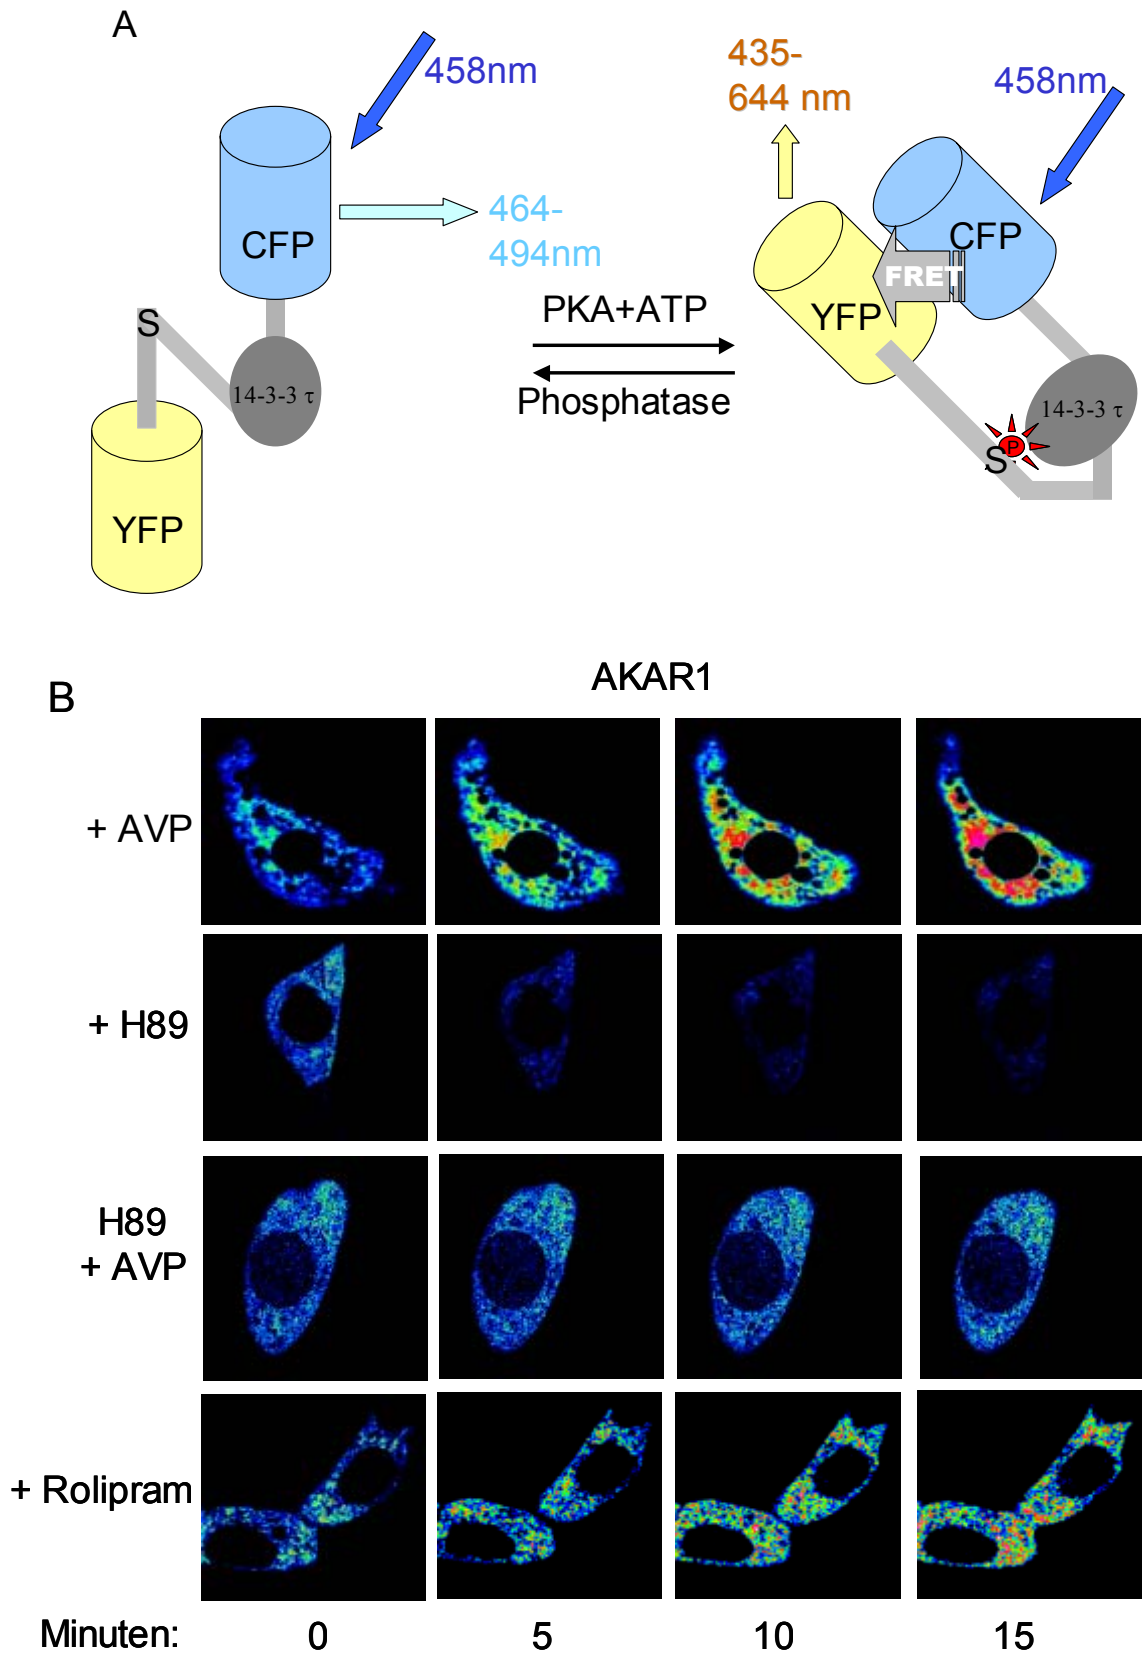 A
458nm
CFP
464-
494nm
S
14-3-3 τ
YFP
PKA+ATP
Phosphatase
435-
644 nm
458nm
CFP
FRET
YFP
14-3-3 τ
S
P
B
AKAR1
+ AVP
+ H89
H89
+ AVP
+ Rolipram
Minuten: 0 5 10 15